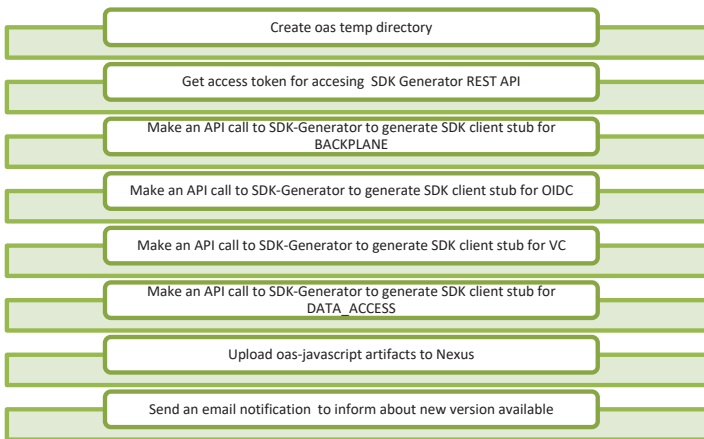 Create oas temp directory
Get access token for accesing SDK Generator REST API
Make an API call to SDK-Generator to generate SDK client stub for
BACKPLANE
Make an API call to SDK-Generator to generate SDK client stub for OIDC
Make an API call to SDK-Generator to generate SDK client stub for VC
Make an API call to SDK-Generator to generate SDK client stub for
DATA_ACCESS
Upload oas-javascript artifacts to Nexus
Send an email notification to inform about new version available